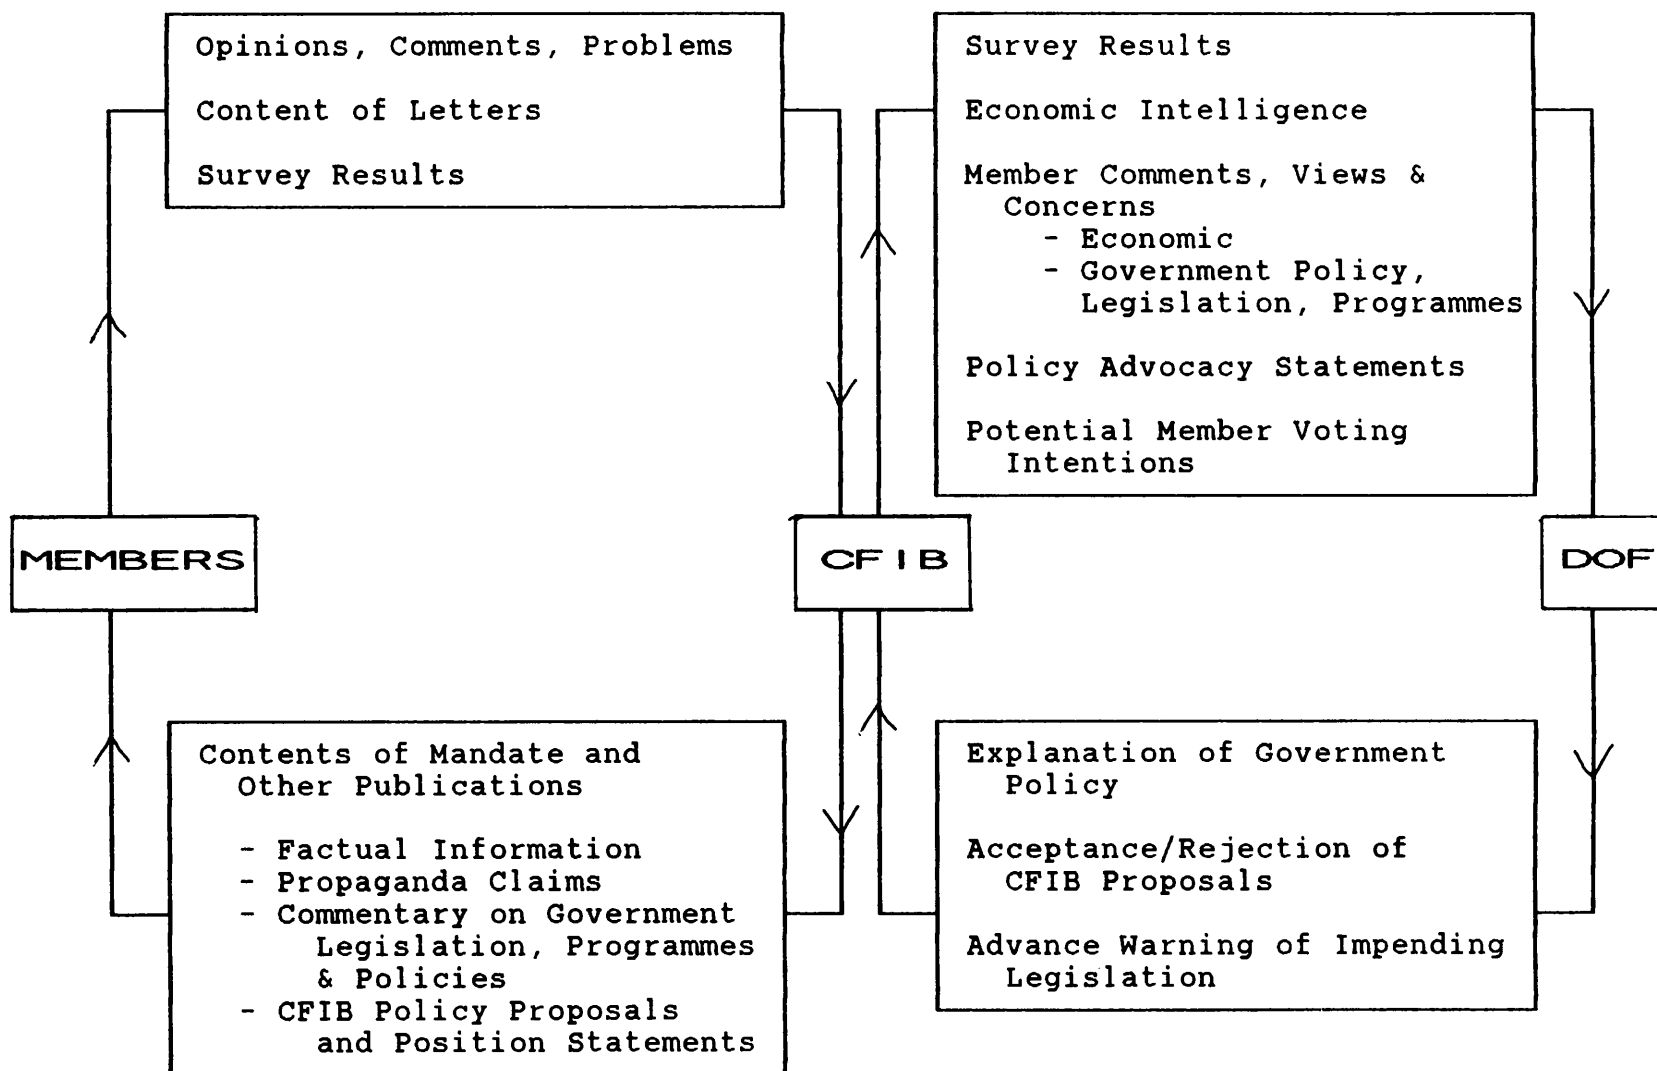 Opinions, Comments, Problems
Content of Letters
Survey Results
Survey Results
Economic Intelligence
Member Comments, Views &
Concerns
- Economic
- Government Policy,
Legislation, Programmes
Policy Advocacy Statements
Potential Member Voting
Intentions
MEMBERS
CFIB
DOF
Contents of Mandate and
Other Publications
- Factual Information
- Propaganda Claims
- Commentary on Government
Legislation, Programmes
& Policies
- CFIB Policy Proposals
and Position Statements
Explanation of Government
Policy
Acceptance/Rejection of
CFIB Proposals
Advance Warning of Impending
Legislation